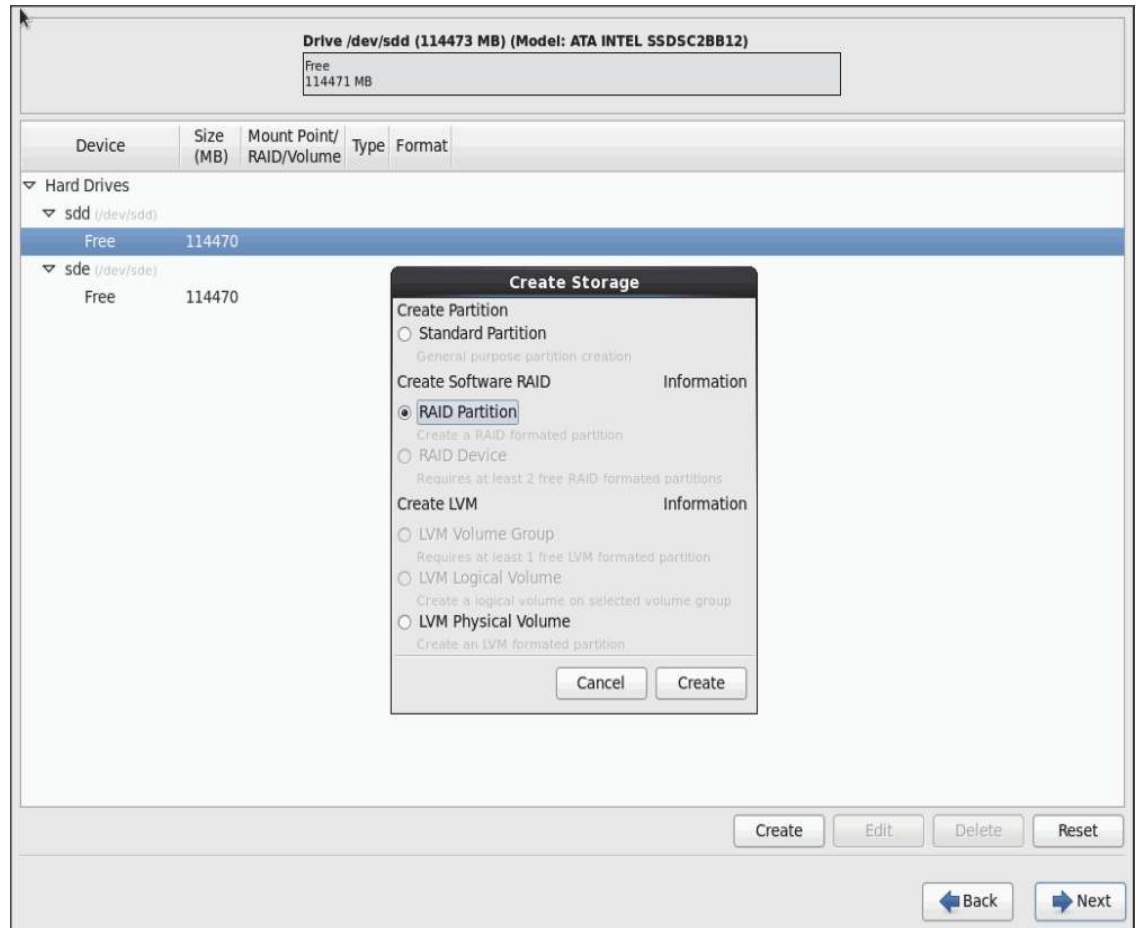 Drive /dev/sdd (114473 MB) (Model: ATA INTEL SSDSC2BB12)
Free
114471 MB
Device Size (MB) Mount Point/ RAID/Volume Type Format
Hard Drives
sdd (/dev/sdd)
Free 114470
sde (/dev/sde)
Free 114470
Create Storage
Create Partition
Standard Partition
General purpose partition creation
Create Software RAID Information
RAID Partition
Create a RAID formated partition
RAID Device
Requires at least 2 free RAID formated partitions
Create LVM Information
LVM Volume Group
Requires at least 1 free LVM formated partition
LVM Logical Volume
Create a logical volume on selected volume group
LVM Physical Volume
Create an LVM formated partition
Cancel Create
Create Edit Delete Reset
Back Next